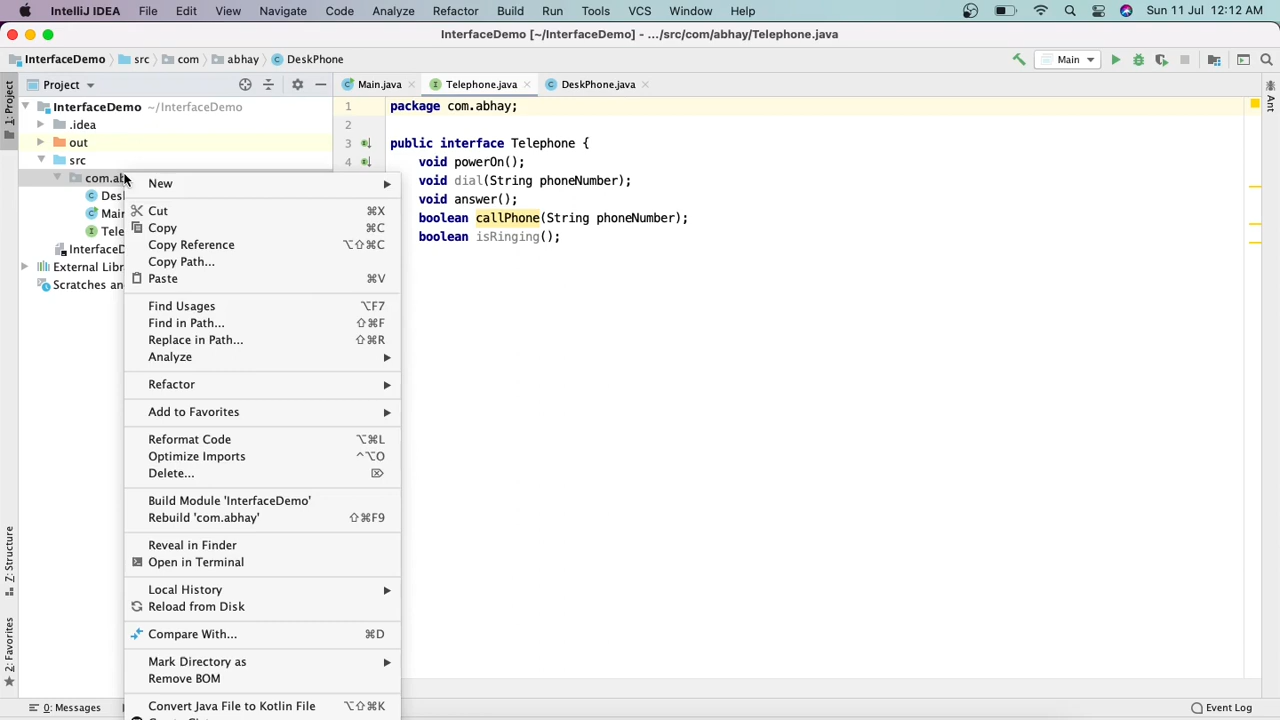 IntelliJ IDEA File Edit View Navigate Code Analyze Refactor Build Run Tools VCS Window Help Sun 11 Jul 12:12 AM
InterfaceDemo [~/InterfaceDemo] - .../src/com/abhay/Telephone.java
InterfaceDemo src com abhay DeskPhone Main
Project Main.java Telephone.java DeskPhone.java
1: Project
Ant
InterfaceDemo ~/InterfaceDemo
.idea
out
src
com.ab
Des
Mai
Tele
InterfaceD
External Libr
Scratches an
Z: Structure
2: Favorites
New
Cut ⌘X
Copy ⌘C
Copy Reference ⌥⇧⌘C
Copy Path...
Paste ⌘V
Find Usages ⌥F7
Find in Path... ⇧⌘F
Replace in Path... ⇧⌘R
Analyze
Refactor
Add to Favorites
Reformat Code ⌥⌘L
Optimize Imports ^⌥O
Delete... ⌦
Build Module 'InterfaceDemo'
Rebuild 'com.abhay' ⇧⌘F9
Reveal in Finder
Open in Terminal
Local History
Reload from Disk
Compare With... ⌘D
Mark Directory as
Remove BOM
Convert Java File to Kotlin File ⌥⇧⌘K
1 package com.abhay;
2
3 public interface Telephone {
4 void powerOn();
void dial(String phoneNumber);
void answer();
boolean callPhone(String phoneNumber);
boolean isRinging();
0: Messages Event Log